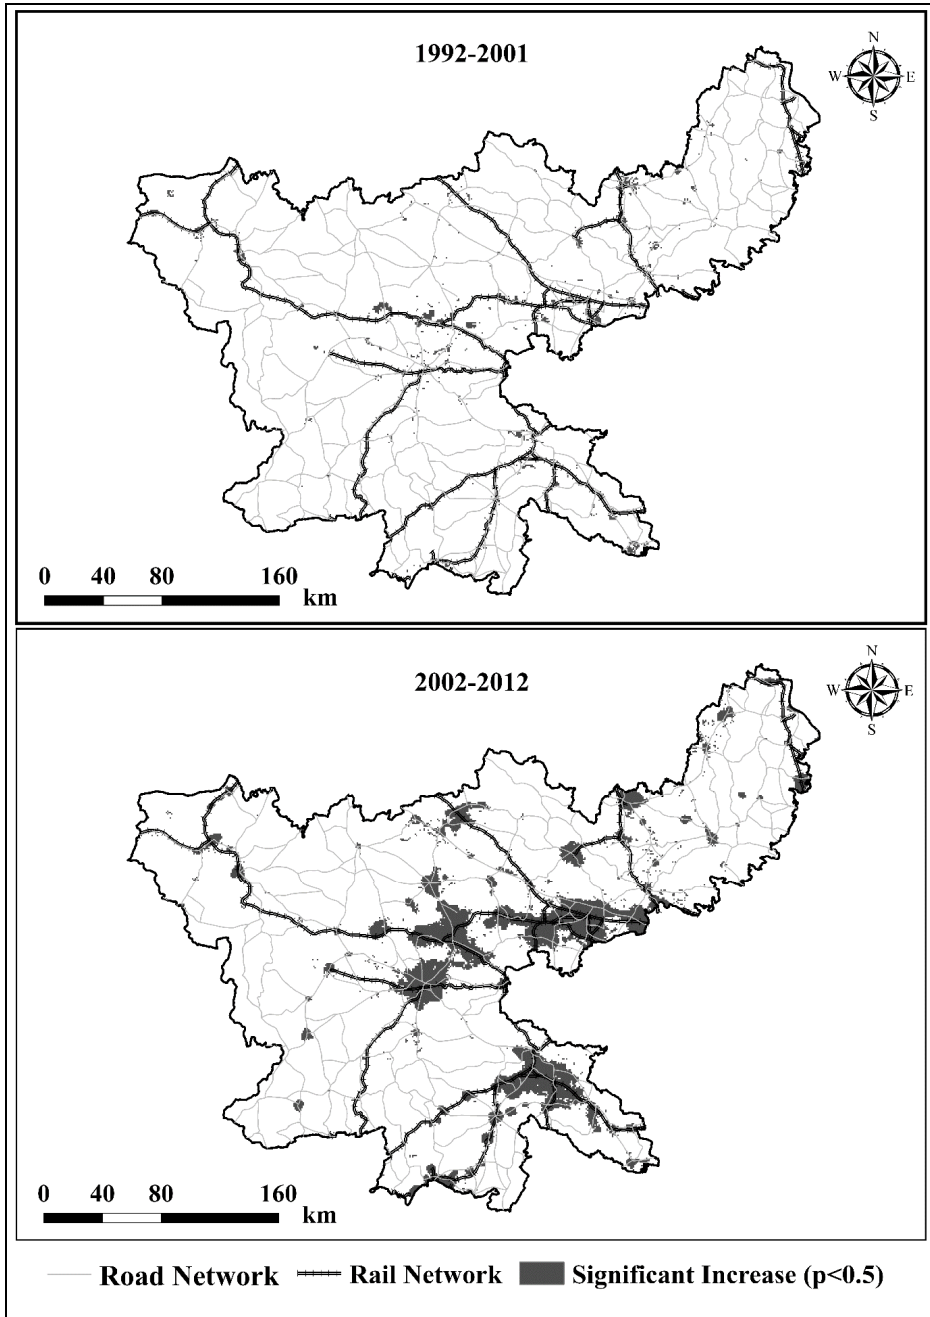 1992-2001
N
W E
S
0 40 80 160
km
2002-2012
N
W E
S
0 40 80 160
km
Road Network Rail Network Significant Increase (p<0.5)